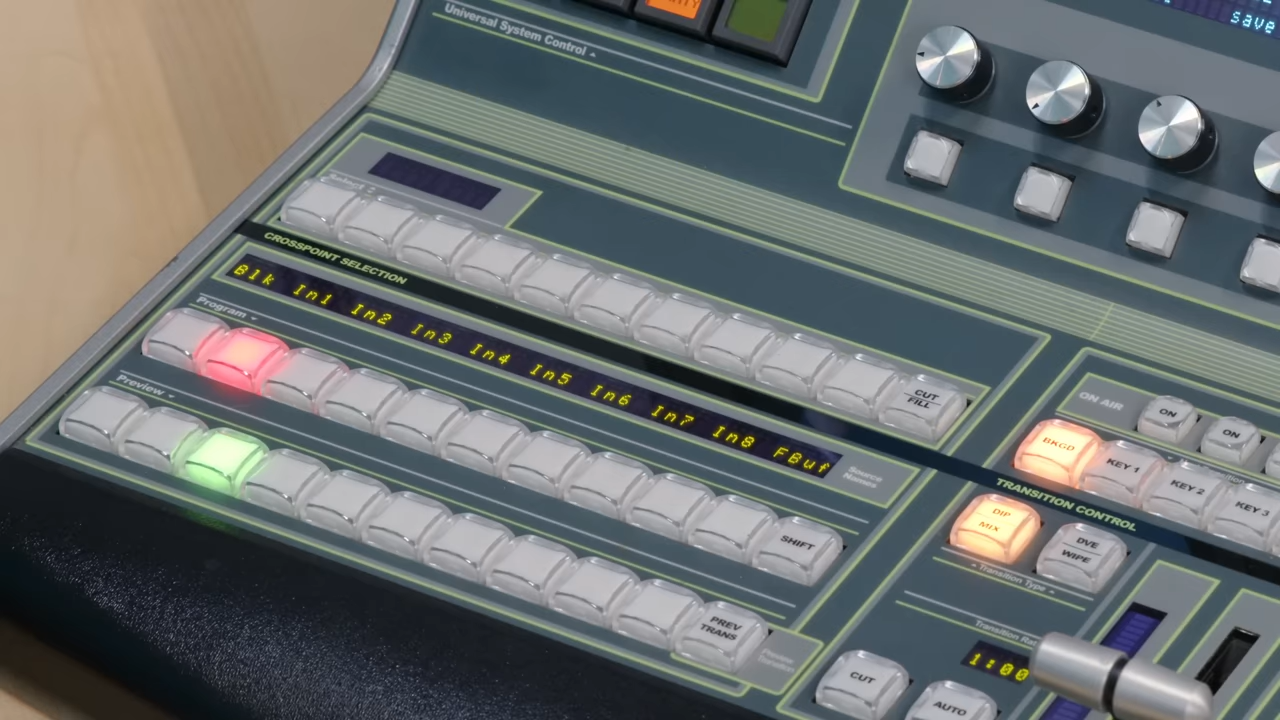 save
Universal System Control
CROSSPOINT SELECTION
Blk In1 In2 In3 In4 In5 In6 In7 In8 FBuf
Source
Names
Program
Preview
CUT
FILL
SHIFT
PREV
TRANS
ON AIR
ON
ON
BKGD
KEY 1
KEY 2
KEY 3
TRANSITION CONTROL
DIP
MIX
DVE
WIPE
Transition Type
Transition
1:00
CUT
AUTO